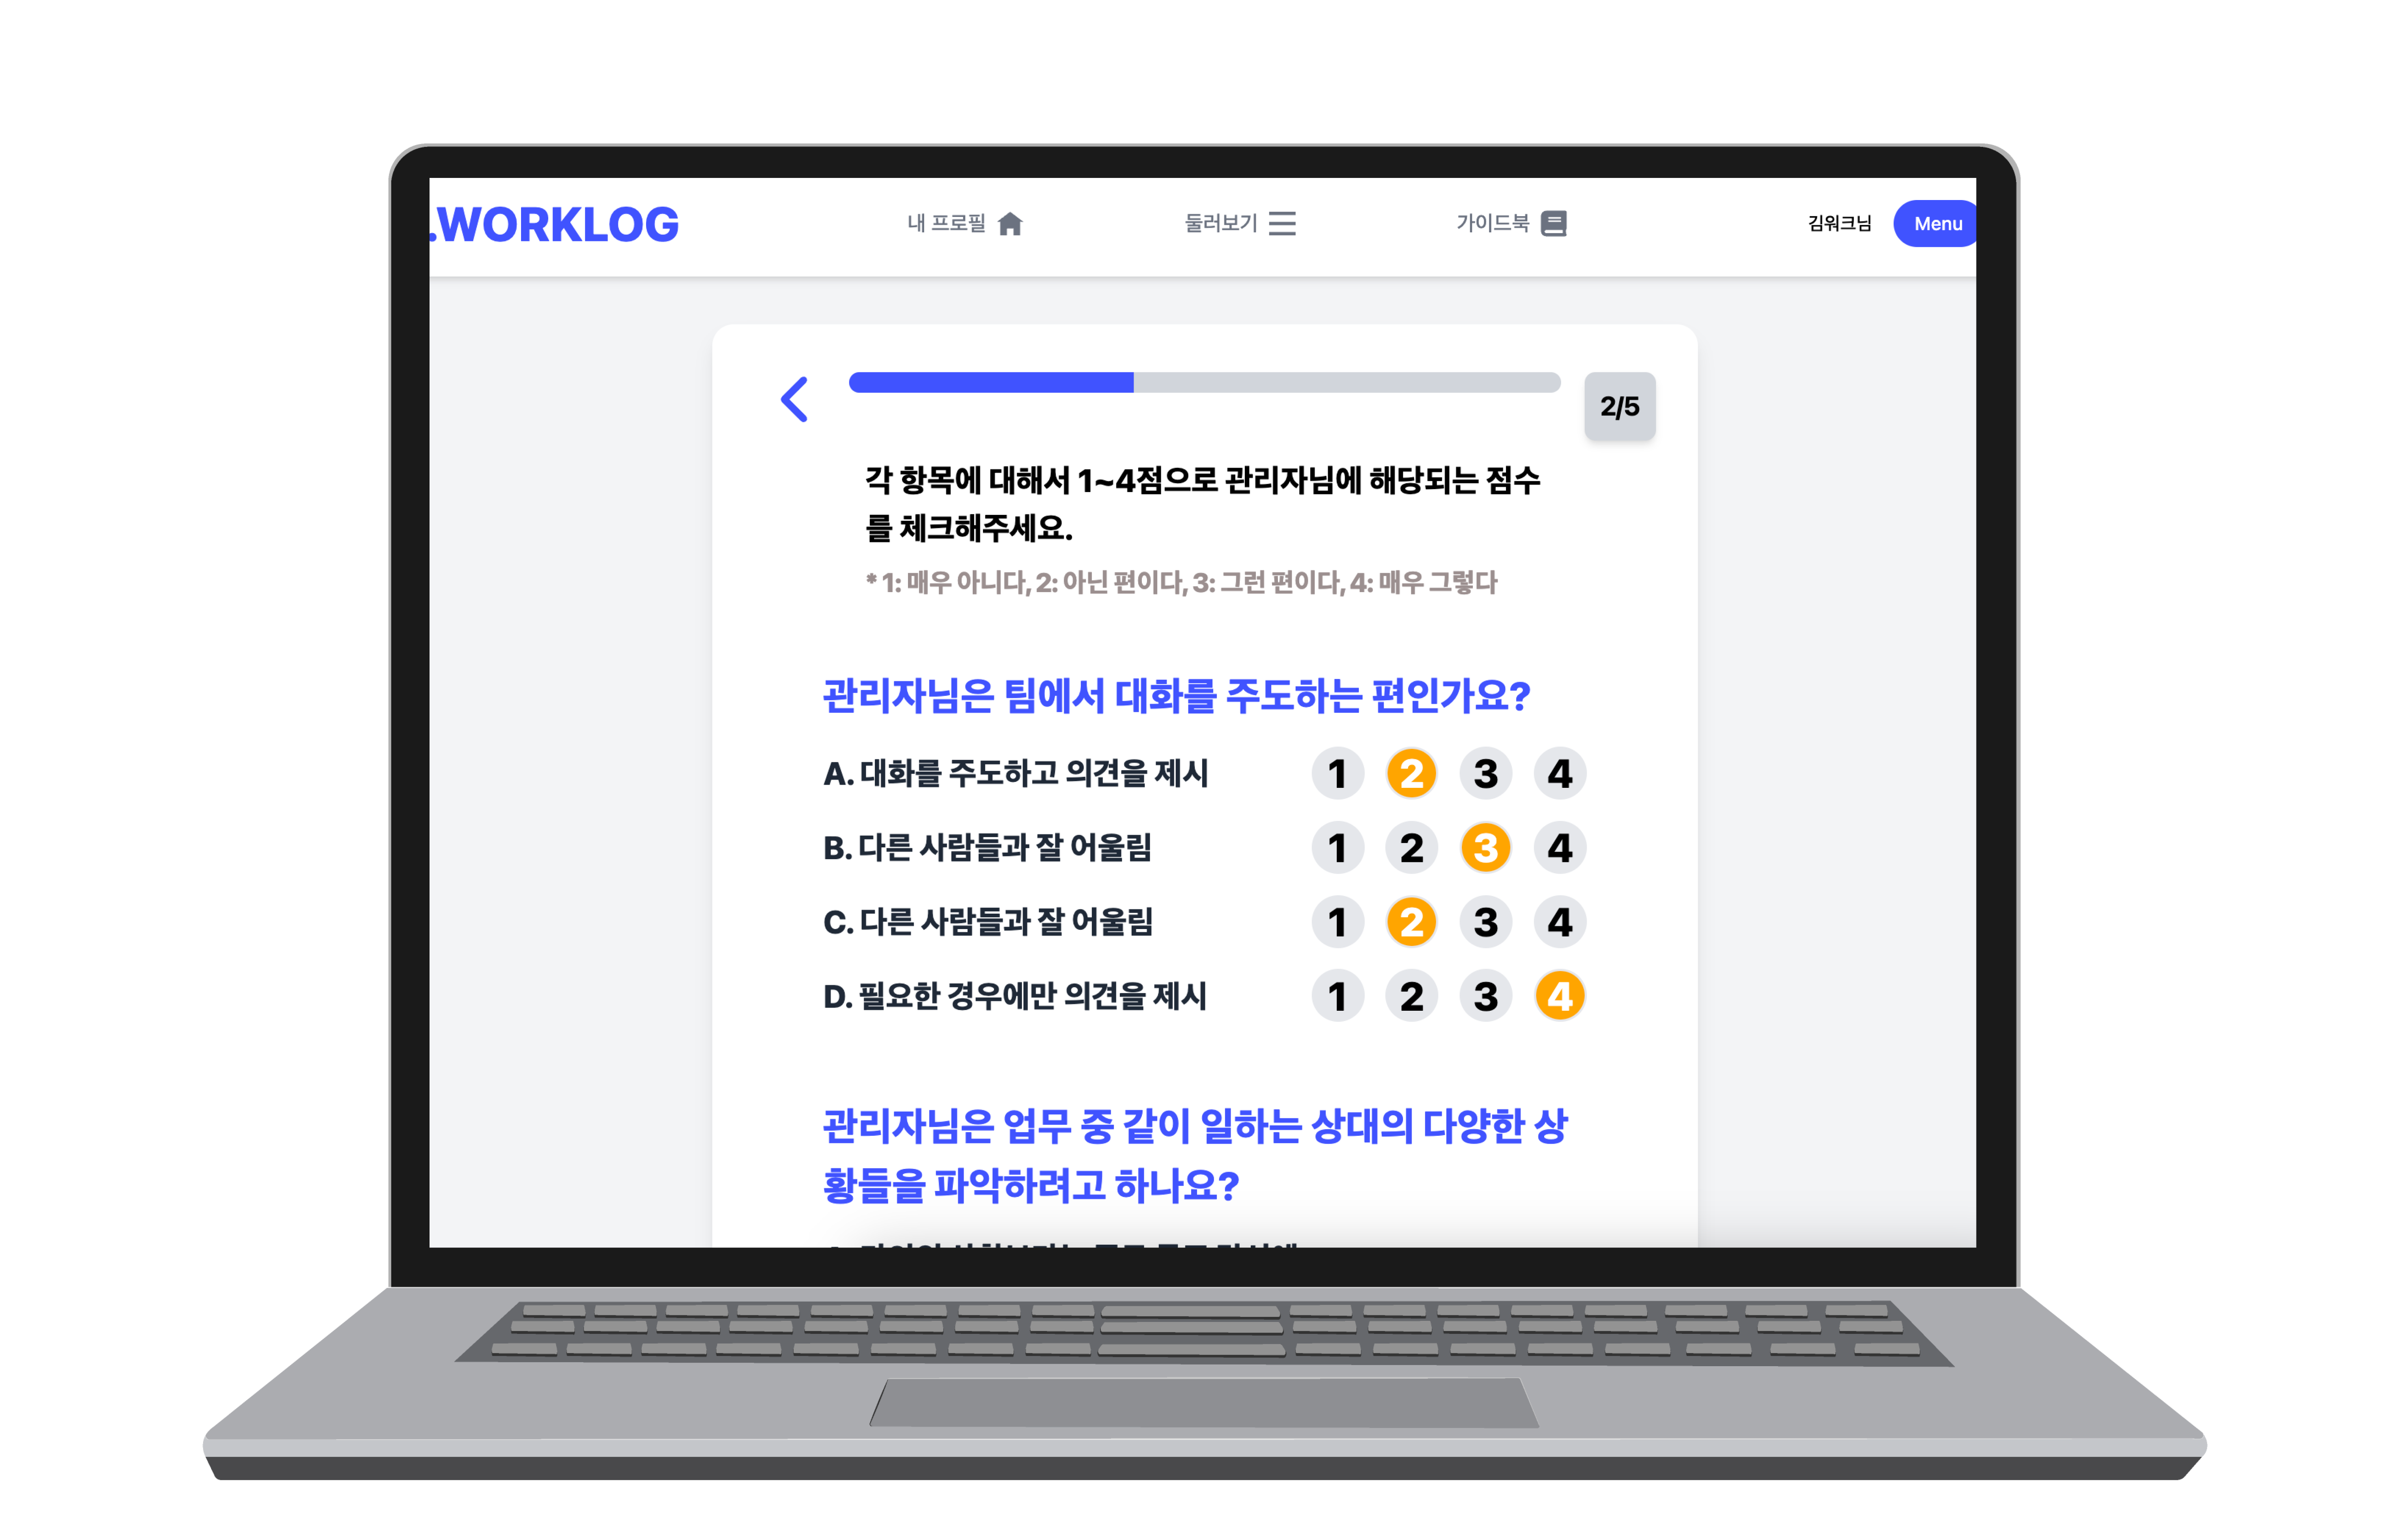 .WORKLOG
내 프로필
둘러보기
가이드북
김워크님
Menu
2/5
각 항목에 대해서 1~4점으로 관리자님에 해당되는 점수
를 체크해주세요.
* 1: 매우 아니다, 2: 아닌 편이다, 3: 그런 편이다, 4: 매우 그렇다
관리자님은 팀에서 대화를 주도하는 편인가요?
A. 대화를 주도하고 의견을 제시 1 2 3 4
B. 다른 사람들과 잘 어울림 1 2 3 4
C. 다른 사람들과 잘 어울림 1 2 3 4
D. 필요한 경우에만 의견을 제시 1 2 3 4
관리자님은 업무 중 같이 일하는 상대의 다양한 상
황들을 파악하려고 하나요?